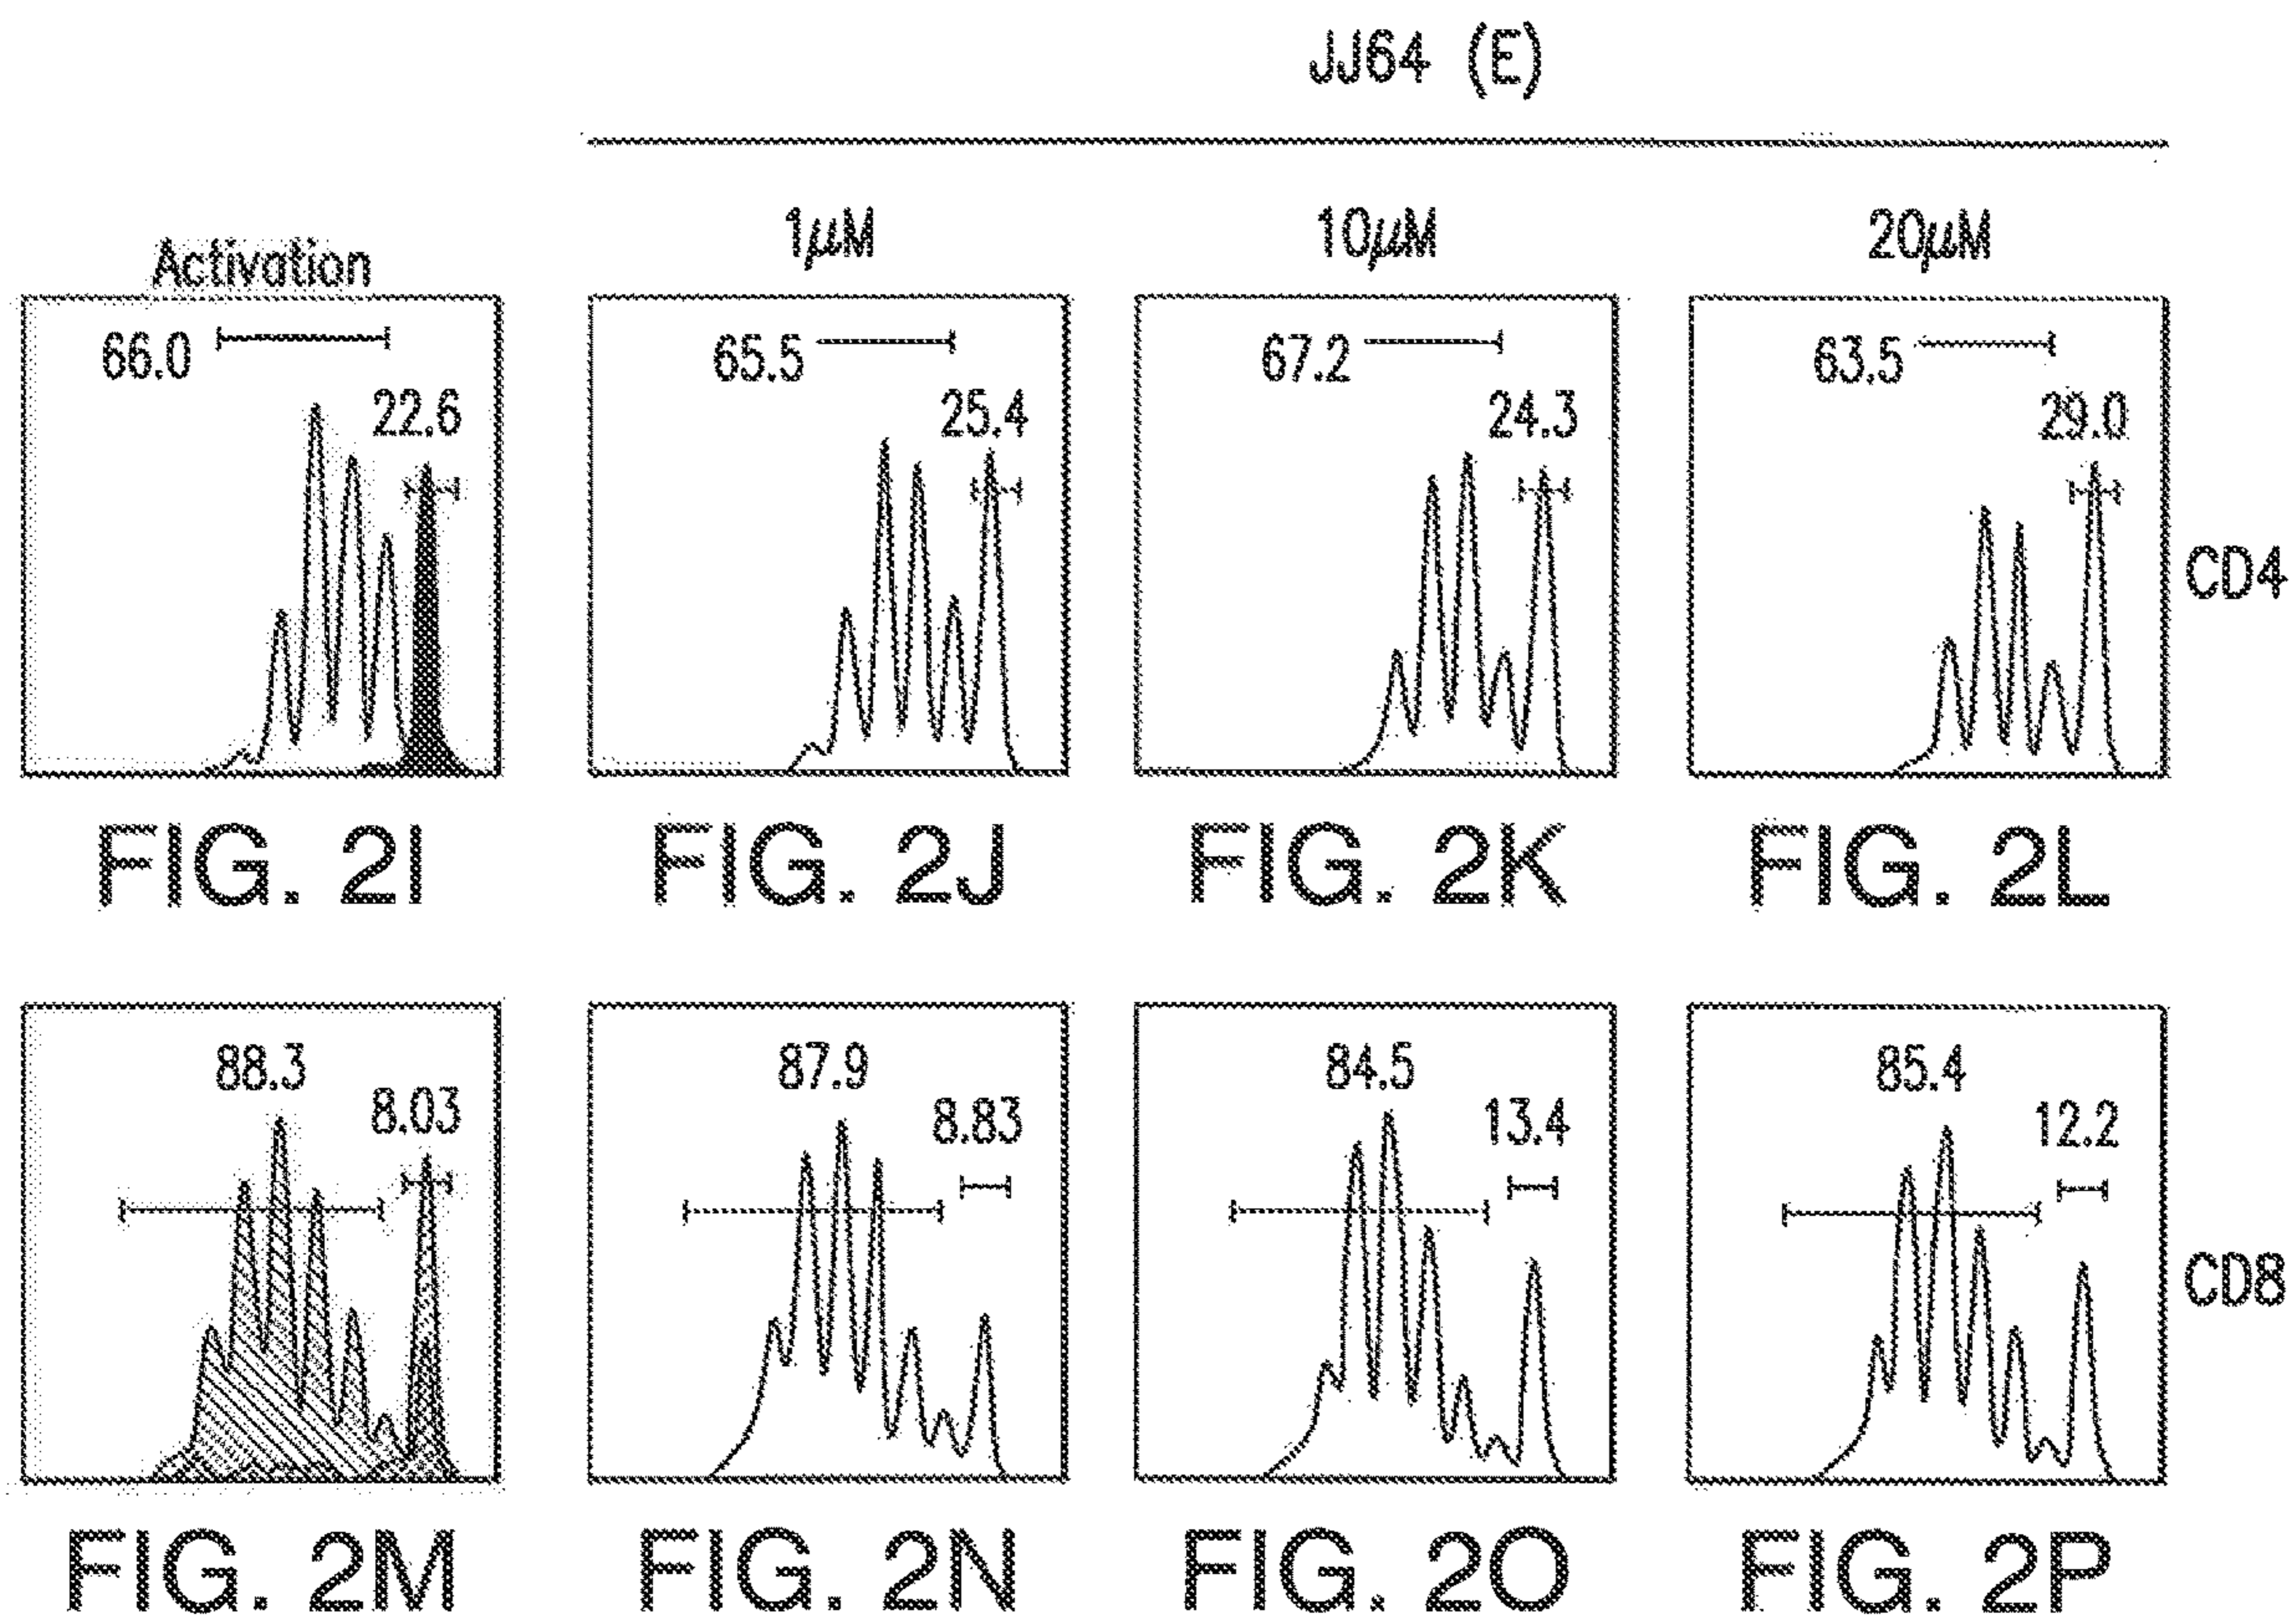 JJ64 (E)
Activation
1μM
10μM
20μM
66.0
22.6
65.5
25.4
67.2
24.3
63.5
29.0
CD4
FIG. 2I
FIG. 2J
FIG. 2K
FIG. 2L
88.3
8.03
87.9
8.83
84.5
13.4
85.4
12.2
CD8
FIG. 2M
FIG. 2N
FIG. 2O
FIG. 2P